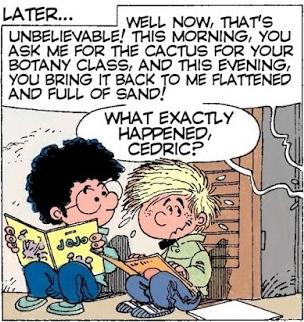 LATER...
WELL NOW, THAT'S
UNBELIEVABLE! THIS MORNING, YOU
ASK ME FOR THE CACTUS FOR YOUR
BOTANY CLASS, AND THIS EVENING,
YOU BRING IT BACK TO ME FLATTENED
AND FULL OF SAND!
WHAT EXACTLY
HAPPENED,
CEDRIC?
JOJO